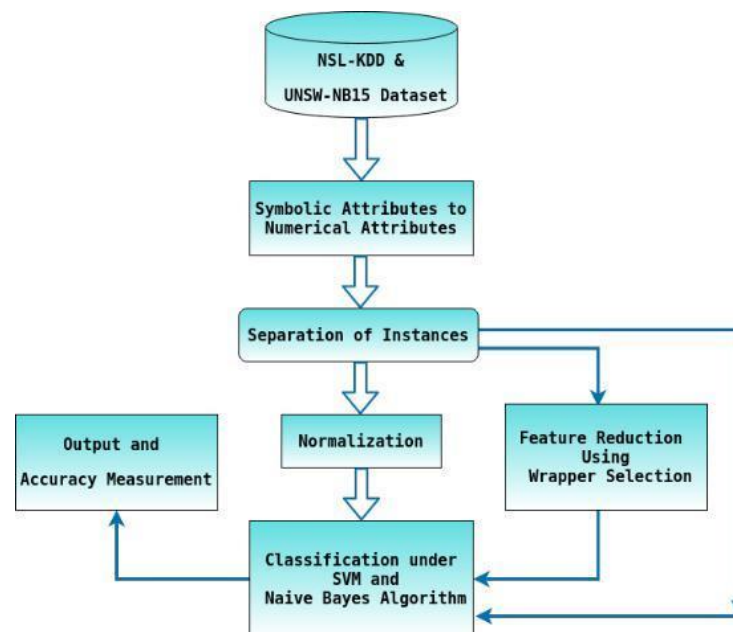 NSL-KDD &
UNSW-NB15 Dataset
Symbolic Attributes to
Numerical Attributes
Separation of Instances
Normalization
Feature Reduction
Using
Wrapper Selection
Output and
Accuracy Measurement
Classification under
SVM and
Naive Bayes Algorithm